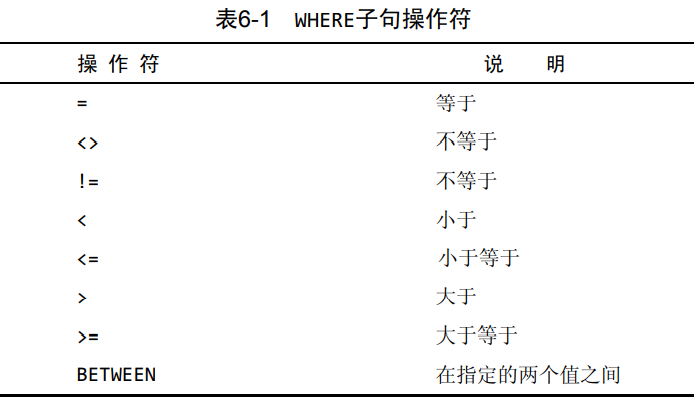 表6-1 WHERE子句操作符
操 作 符 说 明
= 等于
<> 不等于
!= 不等于
< 小于
<= 小于等于
> 大于
>= 大于等于
BETWEEN 在指定的两个值之间